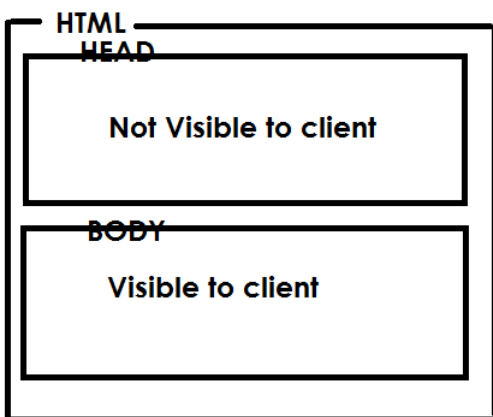 HTML
HEAD
Not Visible to client
BODY
Visible to client